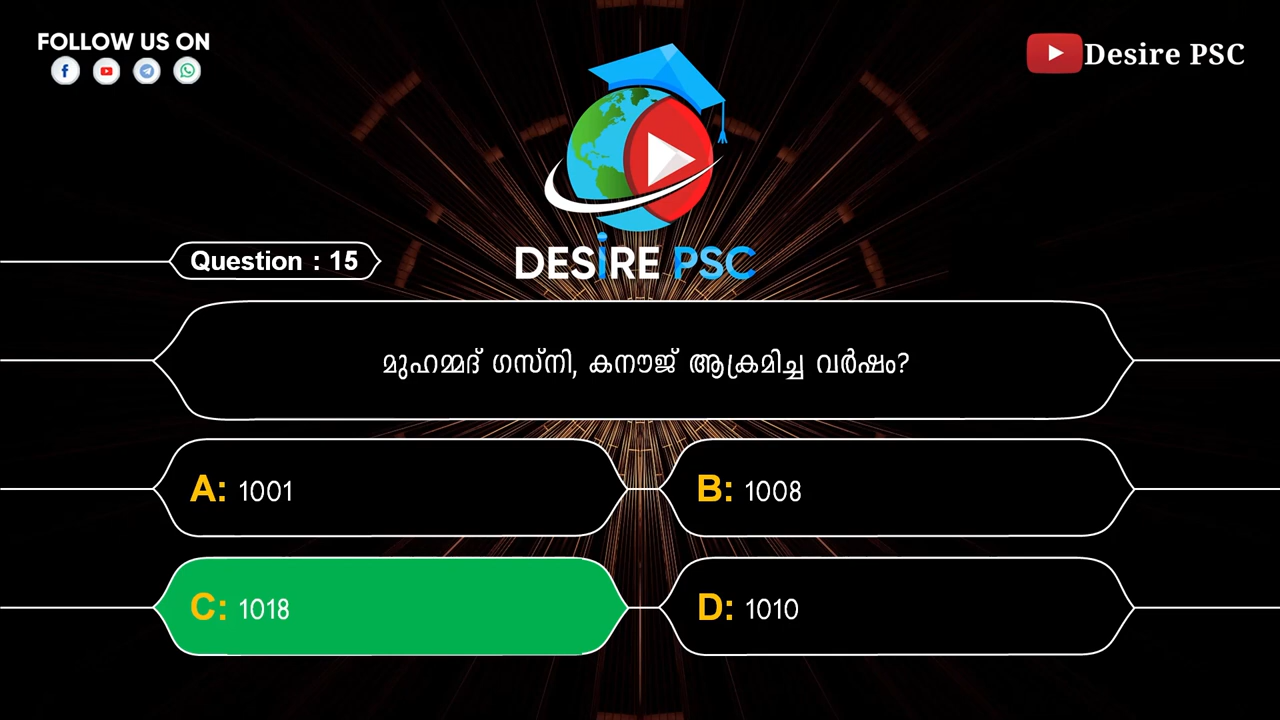 FOLLOW US ON
Desire PSC
DESiRE PSC
Question : 15
മുഹമ്മദ് ഗസ്നി, കനൗജ് ആക്രമിച്ച വർഷം?
A: 1001
B: 1008
C: 1018
D: 1010